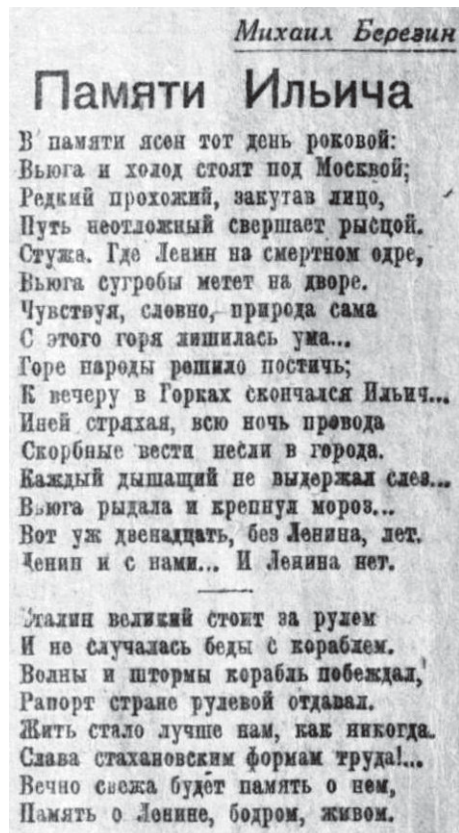 Михаил Березин
Памяти Ильича
В памяти ясен тот день роковой:
Вьюга и холод стоят под Москвой;
Редкий прохожий, закутав лицо,
Путь неотложный свершает рысцой.
Стужа. Где Ленин на смертном одре,
Вьюга сугробы метет на дворе.
Чувствуя, словно, природа сама
С этого горя лишилась ума...
Горе народы решило постичь;
К вечеру в Горках скончался Ильич...
Иней стряхая, всю ночь провода
Скорбные вести несли в города.
Каждый дышащий не выдержал слез...
Вьюга рыдала и крепнул мороз...
Вот уж двенадцать, без Ленина, лет.
Ленин и с нами... И Ленина нет.
Сталин великий стоит за рулем
И не случалась беды с кораблем.
Волны и штормы корабль побеждал,
Рапорт стране рулевой отдавал.
Жить стало лучше нам, как никогда.
Слава стахановским формам труда!...
Вечно свежа будет память о нем,
Память о Ленине, бодром, живом.